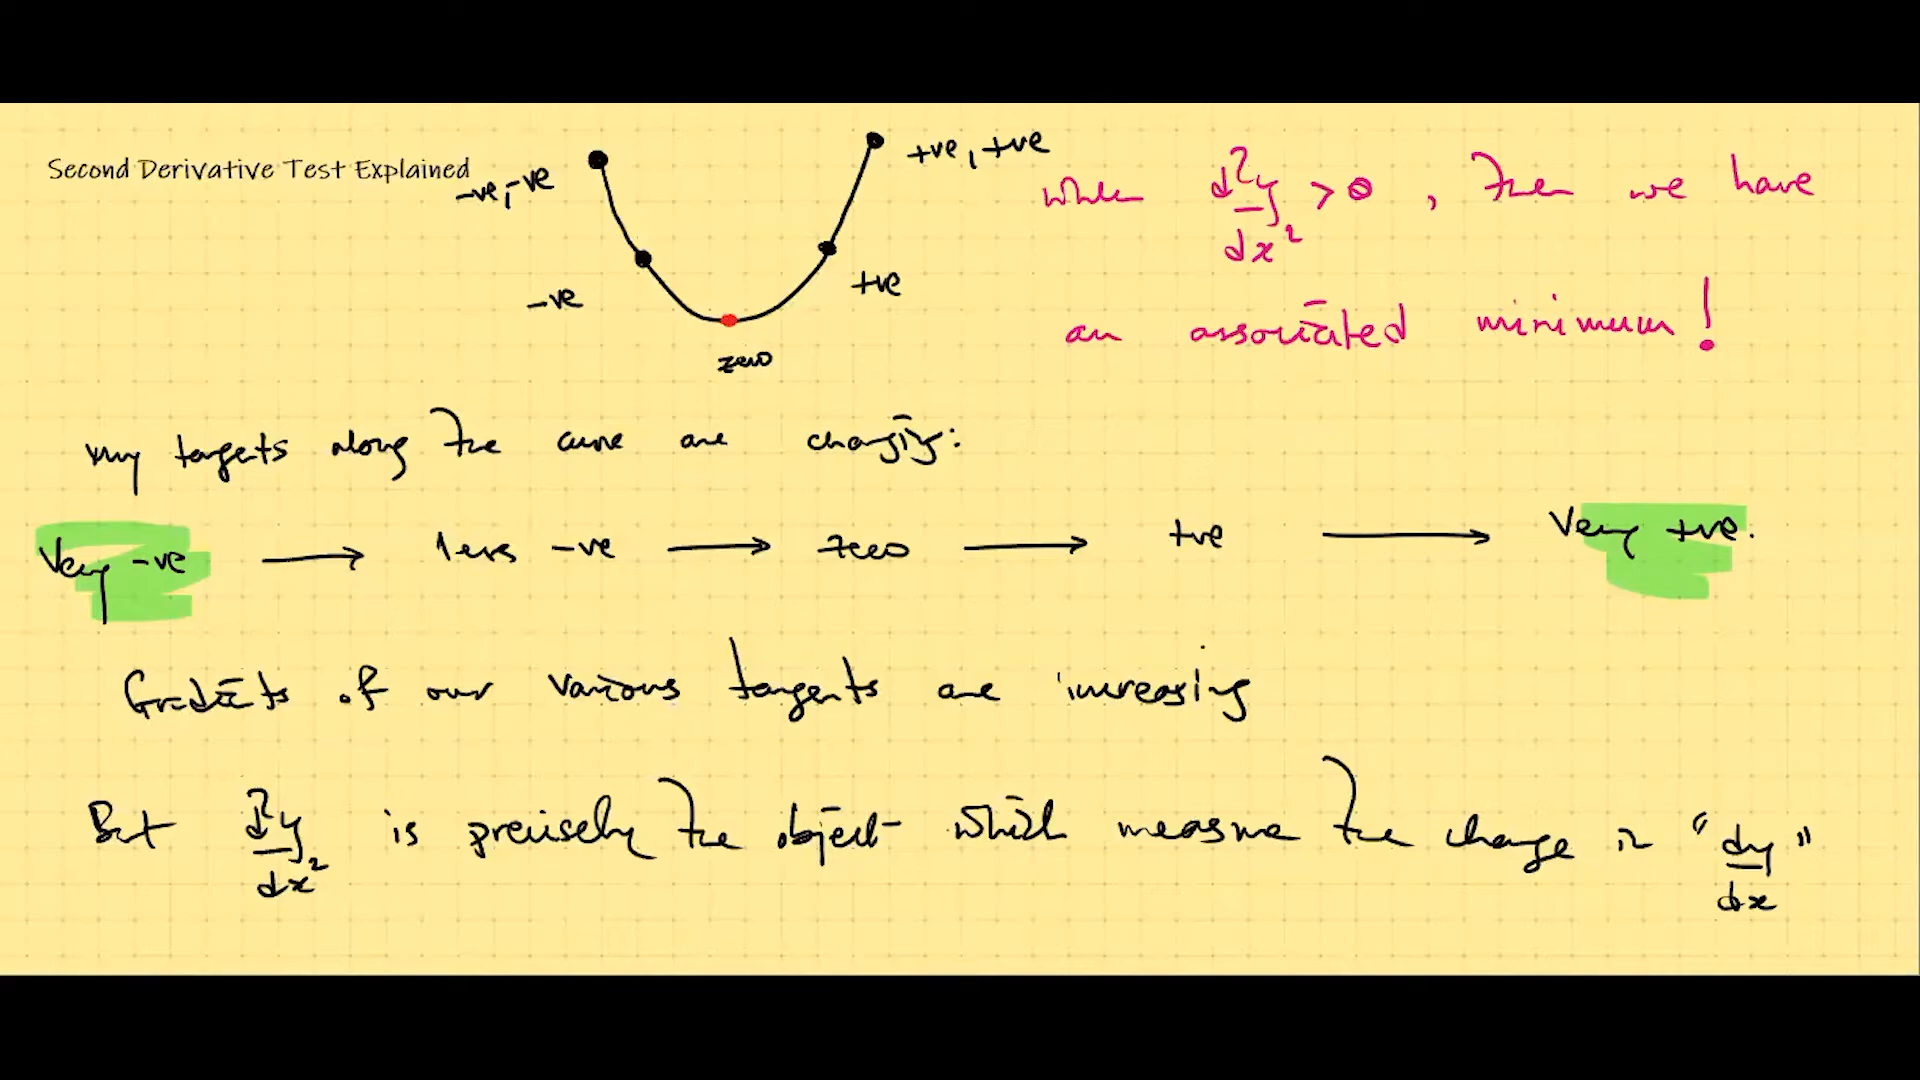 Second Derivative Test Explained
-ve,-ve
+ve, +ve
-ve
+ve
zero
when d²y/dx² > 0, then we have
an associated minimum!
my tangets along the curve are changing:
Very -ve → less -ve → zero → +ve → Very +ve.
Gradients of our various tangents are increasing
But d²y/dx² is precisely the object which measure the change in "dy/dx"